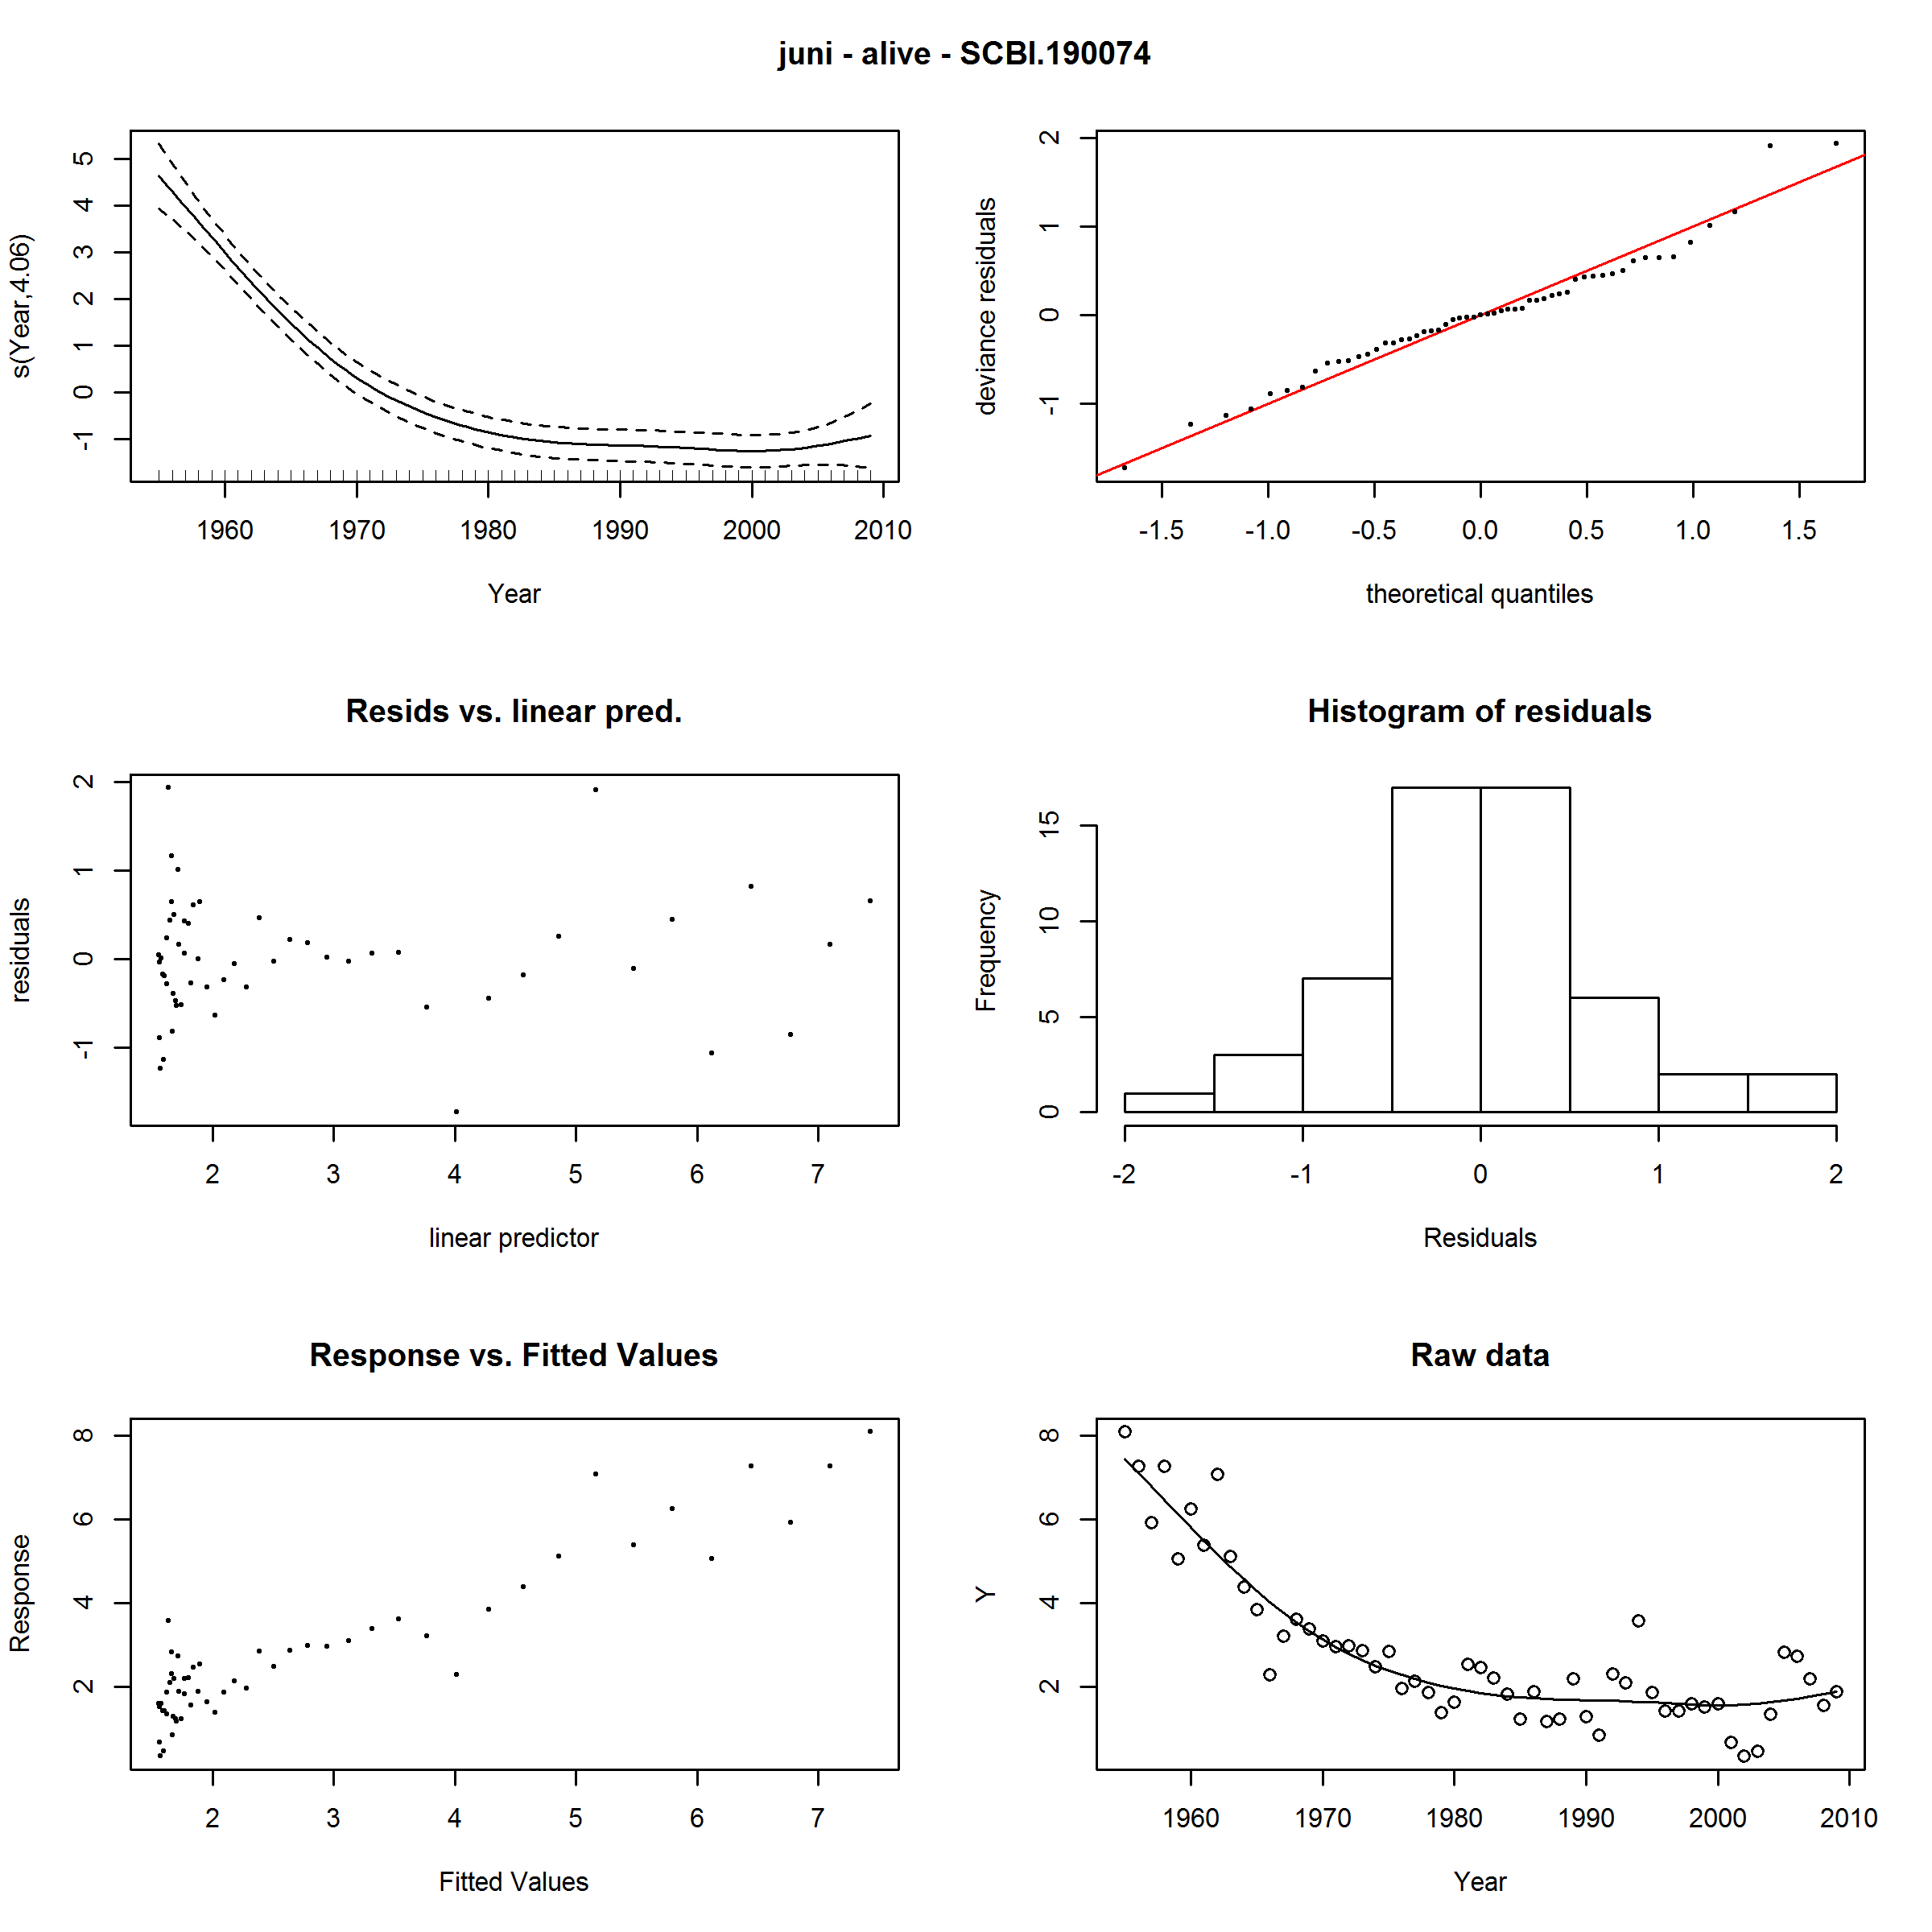 juni - alive - SCBI.190074
s(Year,4.06)
5
4
3
2
1
0
-1
1960 1970 1980 1990 2000 2010
Year
deviance residuals
2
1
0
-1
-1.5 -1.0 -0.5 0.0 0.5 1.0 1.5
theoretical quantiles
Resids vs. linear pred.
residuals
2
1
0
-1
2 3 4 5 6 7
linear predictor
Histogram of residuals
Frequency
15
10
5
0
-2 -1 0 1 2
Residuals
Response vs. Fitted Values
Response
8
6
4
2
2 3 4 5 6 7
Fitted Values
Raw data
Y
8
6
4
2
1960 1970 1980 1990 2000 2010
Year